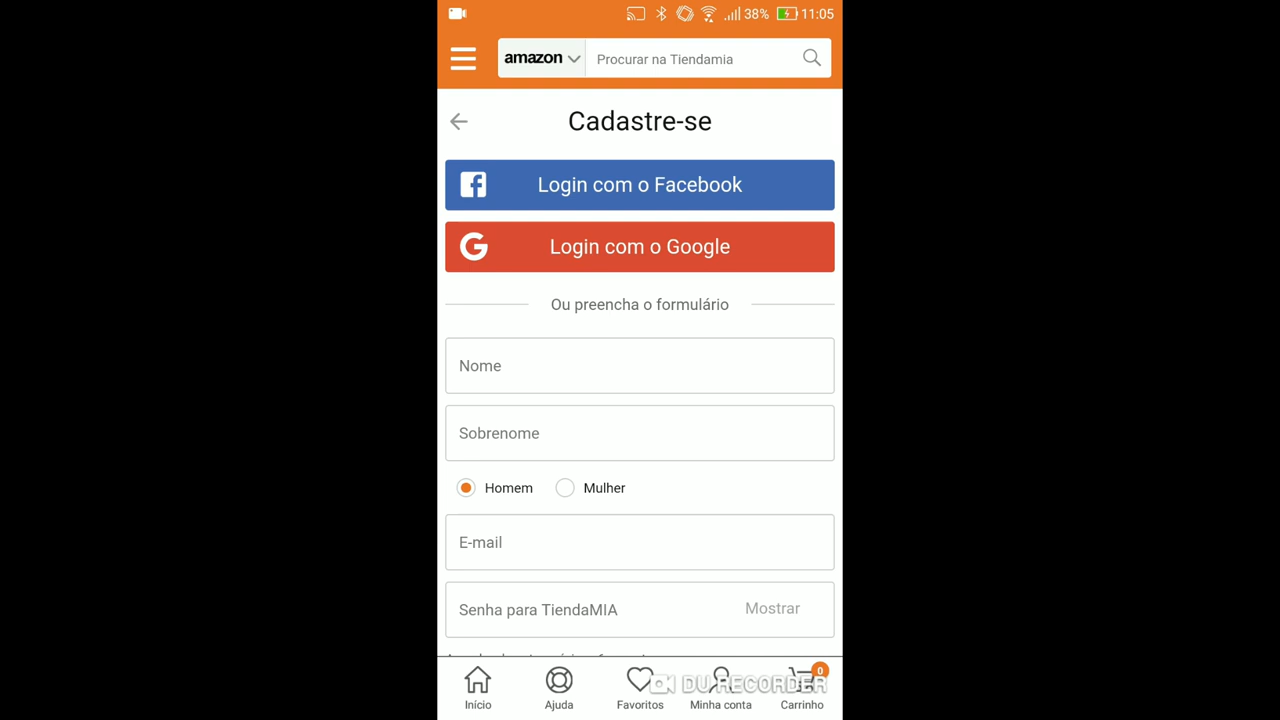 38% 11:05
amazon Procurar na Tiendamia
Cadastre-se
Login com o Facebook
Login com o Google
Ou preencha o formulário
Nome
Sobrenome
Homem Mulher
E-mail
Senha para TiendaMIA Mostrar
0
DU RECORDER
Início Ajuda Favoritos Minha conta Carrinho